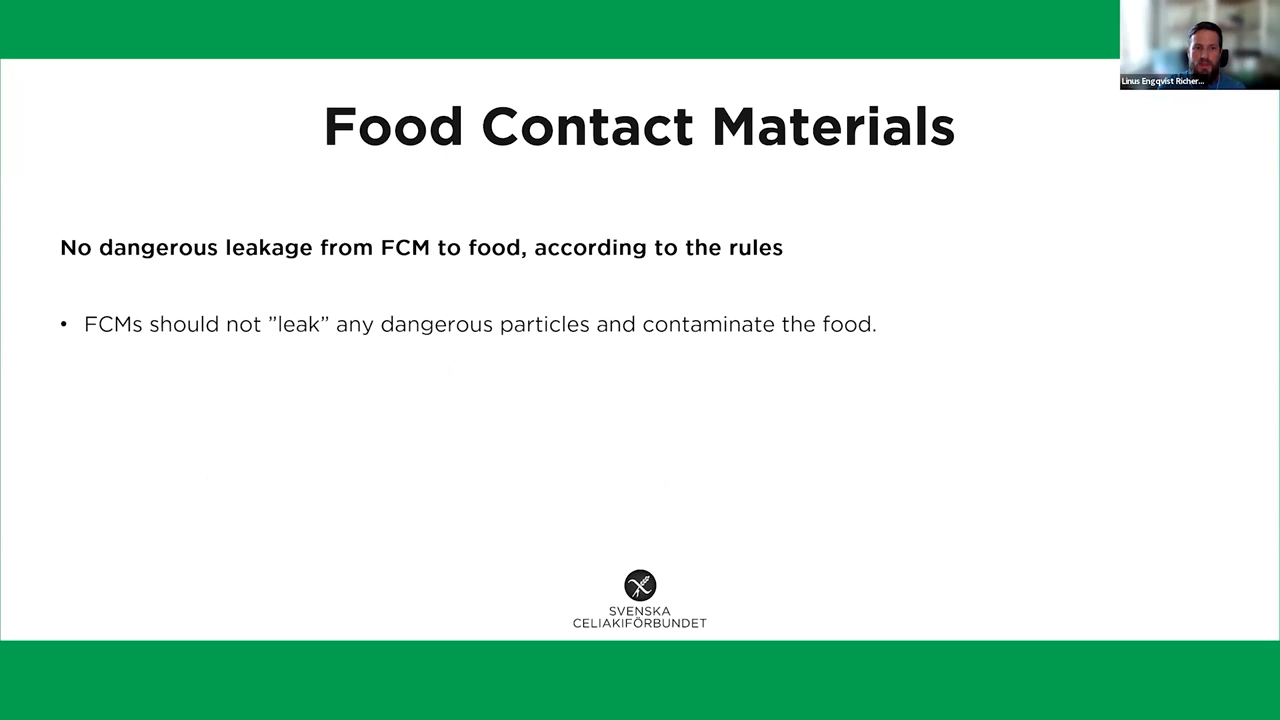 Linus Engqvist Richer...
Food Contact Materials
No dangerous leakage from FCM to food, according to the rules
• FCMs should not ”leak” any dangerous particles and contaminate the food.
SVENSKA
CELIAKIFÖRBUNDET